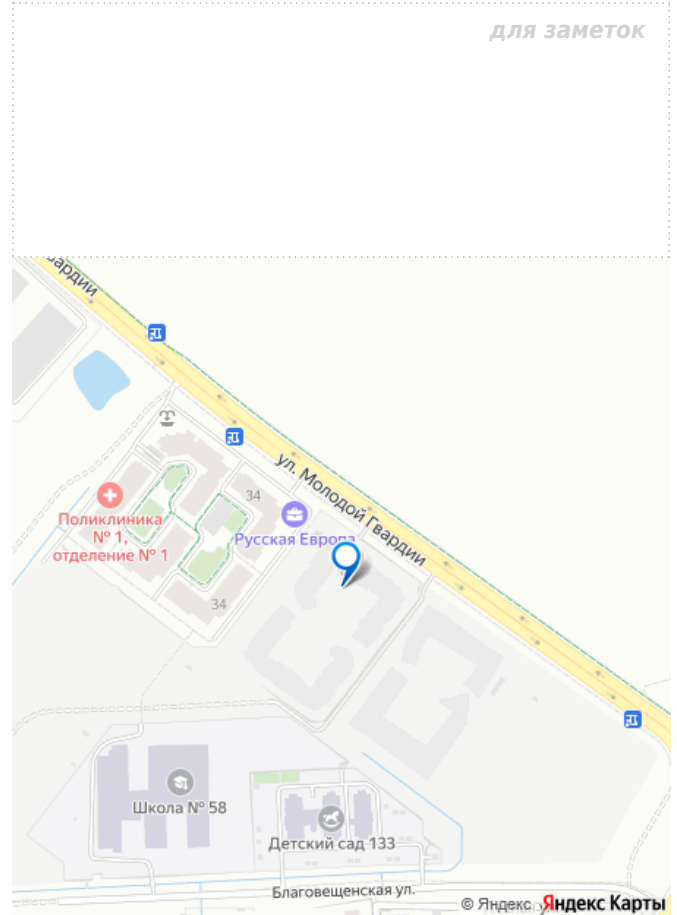 для заметок
вардии
ул. Молодой Гвардии
34
Поликлиника
№ 1,
отделение № 1
Русская Европа
34
Школа № 58
Детский сад 133
Благовещенская ул.
© Яндекс Яндекс Карты